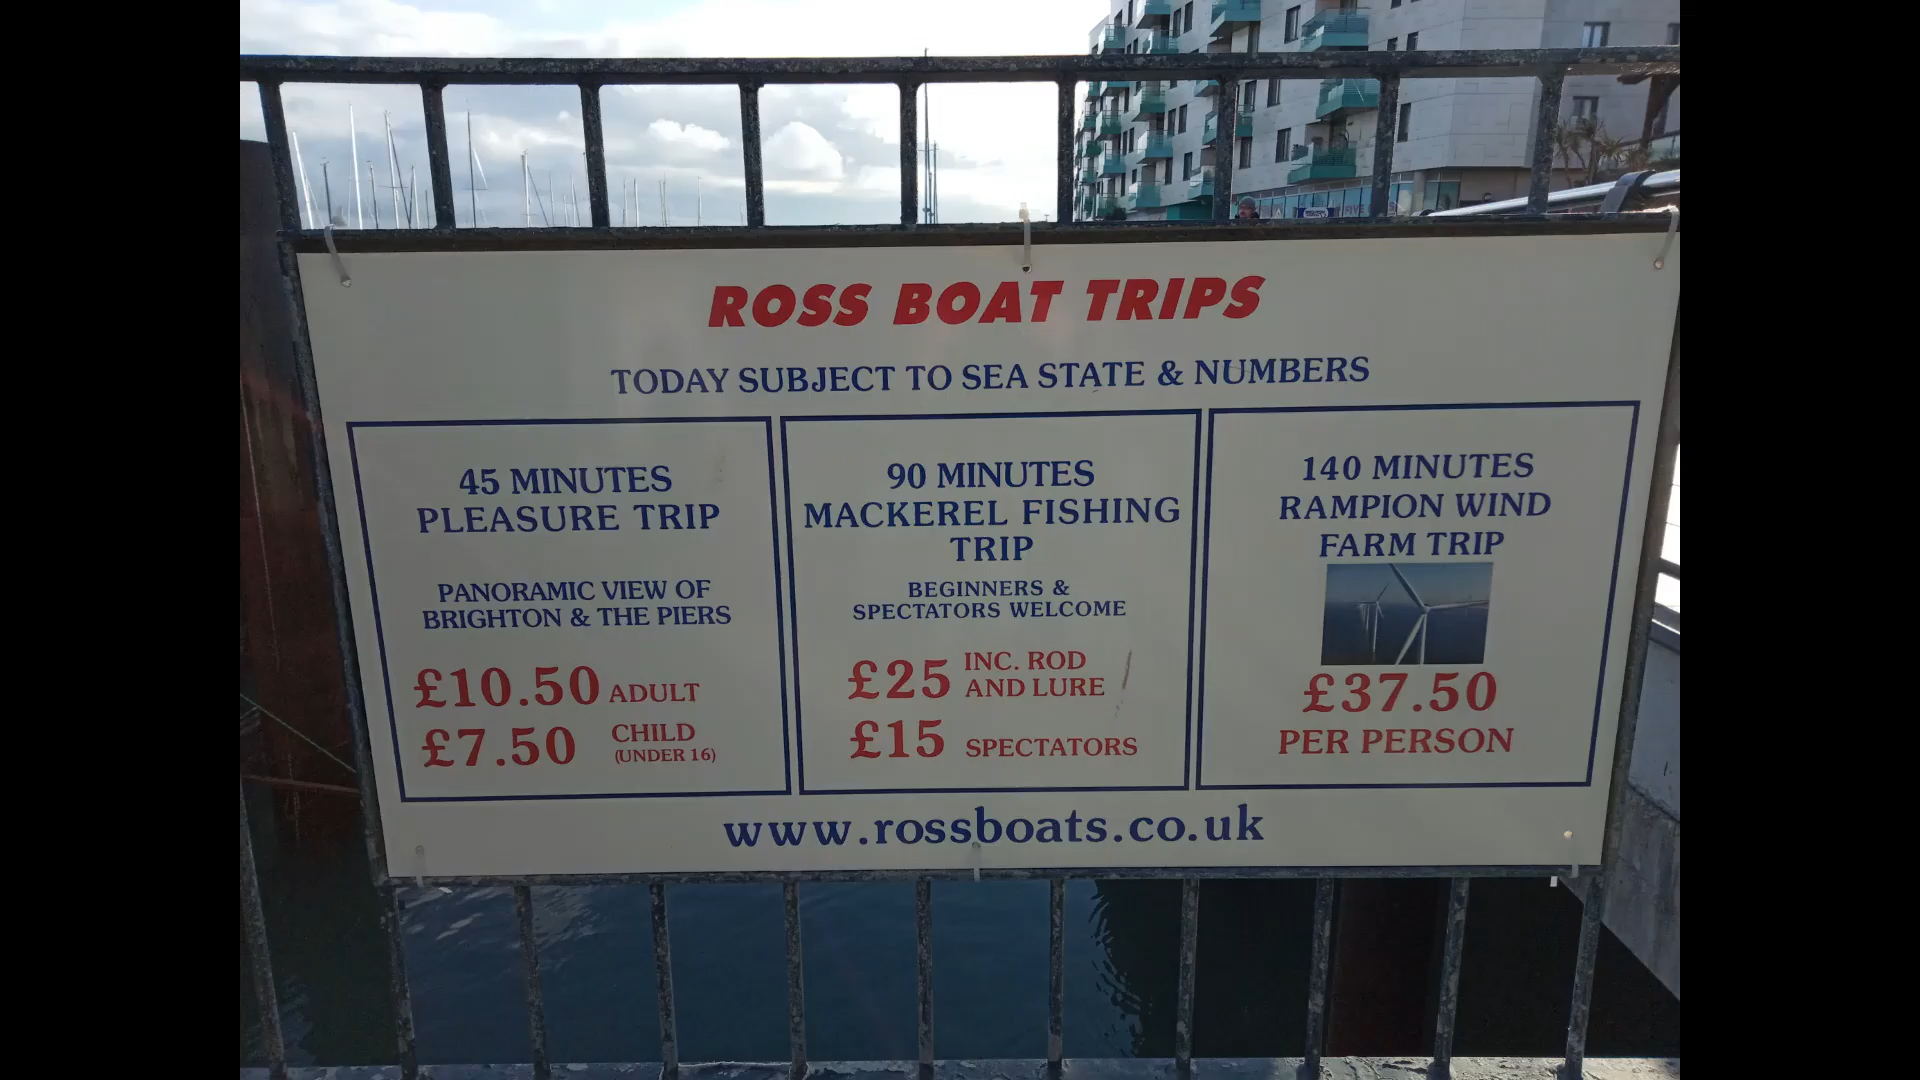 ROSS BOAT TRIPS
TODAY SUBJECT TO SEA STATE & NUMBERS
45 MINUTES
PLEASURE TRIP
PANORAMIC VIEW OF
BRIGHTON & THE PIERS
£10.50 ADULT
£7.50 CHILD
(UNDER 16)
90 MINUTES
MACKEREL FISHING
TRIP
BEGINNERS &
SPECTATORS WELCOME
£25 INC. ROD
AND LURE
£15 SPECTATORS
140 MINUTES
RAMPION WIND
FARM TRIP
£37.50
PER PERSON
www.rossboats.co.uk